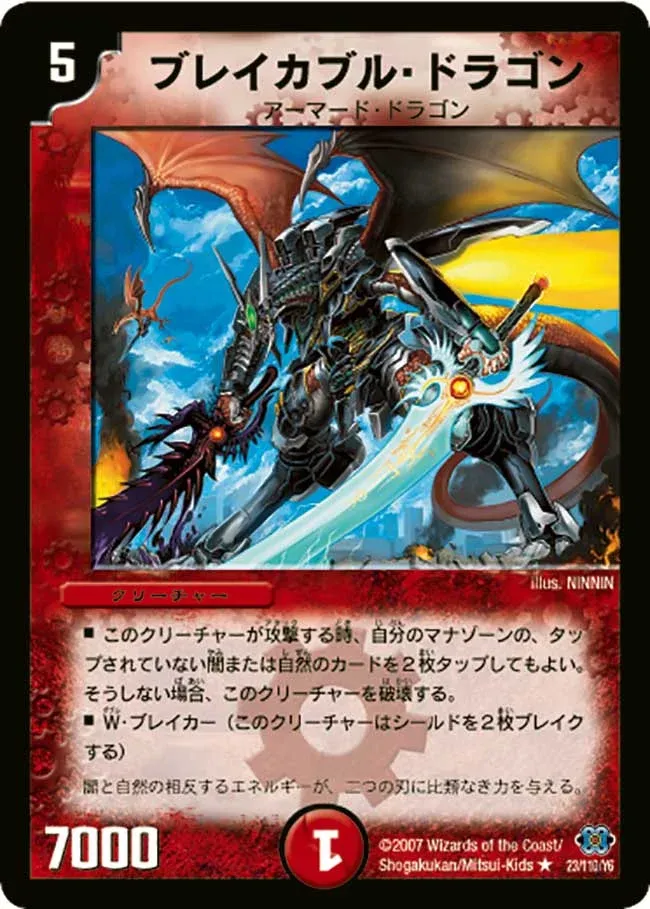 5
ブレイカブル・ドラゴン
アーマード・ドラゴン
illus. NINNIN
クリーチャー
■ このクリーチャーが攻撃する時、自分のマナゾーンの、タッ
プされていない闇または自然のカードを2枚タップしてもよい。
そうしない場合、このクリーチャーを破壊する。
■ W・ブレイカー(このクリーチャーはシールドを2枚ブレイク
する)
闇と自然の相反するエネルギーが、二つの刃に比類なき力を与える。
7000
1
©2007 Wizards of the Coast/
Shogakukan/Mitsui-Kids ★ 23/110/Y6